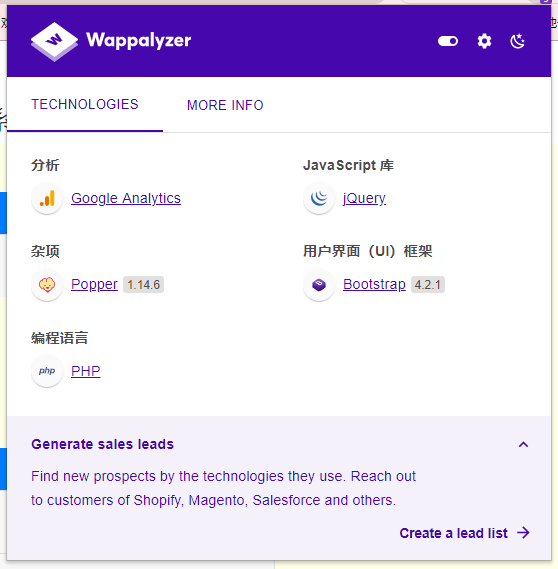 Wappalyzer
TECHNOLOGIES
MORE INFO
分析
Google Analytics
JavaScript 库
jQuery
杂项
Popper 1.14.6
用户界面（UI）框架
Bootstrap 4.2.1
编程语言
php PHP
Generate sales leads
Find new prospects by the technologies they use. Reach out
to customers of Shopify, Magento, Salesforce and others.
Create a lead list